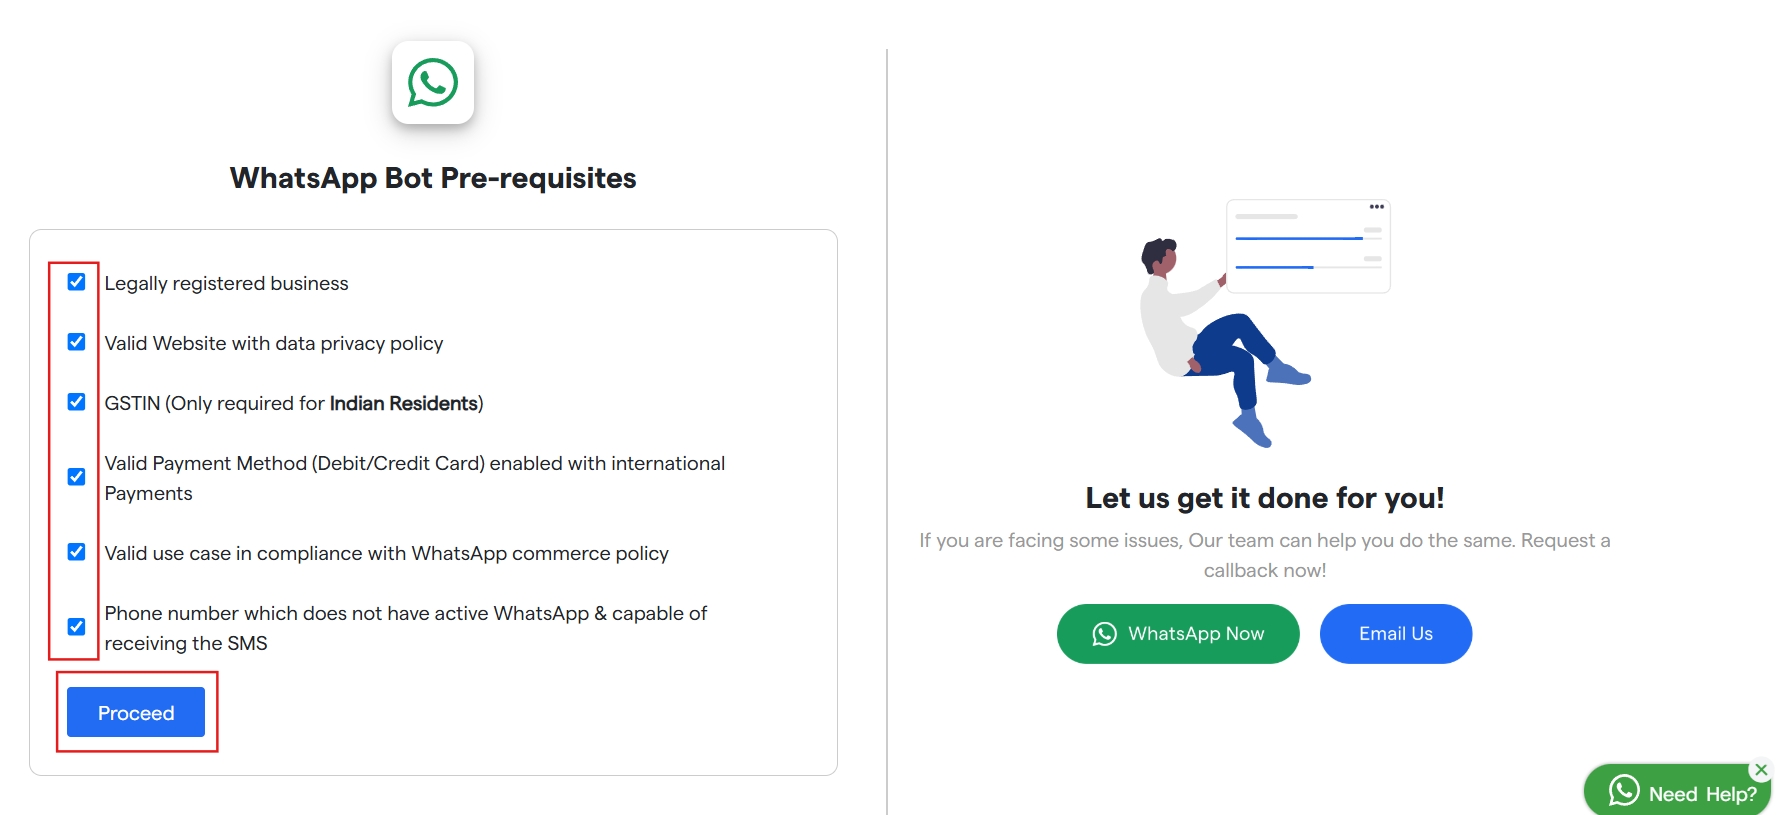 WhatsApp Bot Pre-requisites
Legally registered business
Valid Website with data privacy policy
GSTIN (Only required for Indian Residents)
Valid Payment Method (Debit/Credit Card) enabled with international
Payments
Valid use case in compliance with WhatsApp commerce policy
Phone number which does not have active WhatsApp & capable of
receiving the SMS
Proceed
Let us get it done for you!
If you are facing some issues, Our team can help you do the same. Request a
callback now!
WhatsApp Now
Email Us
Need Help?